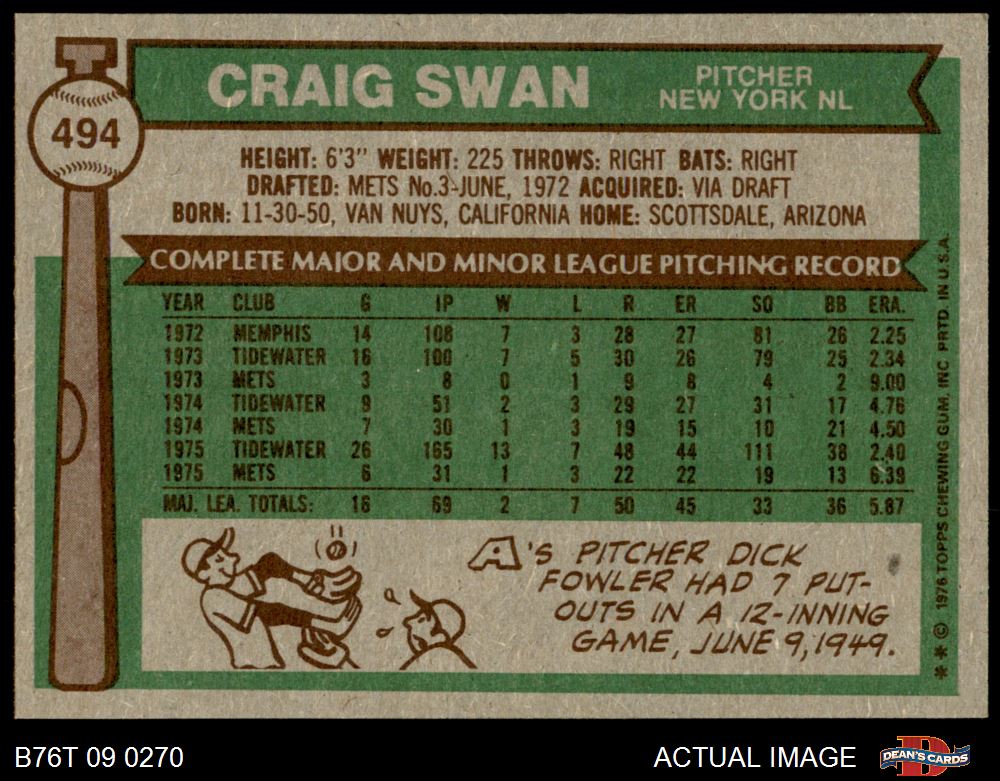 494
CRAIG SWAN
PITCHER
NEW YORK NL
HEIGHT: 6'3" WEIGHT: 225 THROWS: RIGHT BATS: RIGHT
DRAFTED: METS No.3-JUNE, 1972 ACQUIRED: VIA DRAFT
BORN: 11-30-50, VAN NUYS, CALIFORNIA HOME: SCOTTSDALE, ARIZONA
COMPLETE MAJOR AND MINOR LEAGUE PITCHING RECORD
YEAR CLUB G IP W L R ER SO BB ERA.
1972 MEMPHIS 14 108 7 3 28 27 81 26 2.25
1973 TIDEWATER 16 100 7 5 30 26 79 25 2.34
1973 METS 3 8 0 1 9 8 4 2 9.00
1974 TIDEWATER 9 51 2 3 29 27 31 17 4.76
1974 METS 7 30 1 3 19 15 10 21 4.50
1975 TIDEWATER 26 165 13 7 48 44 111 38 2.40
1975 METS 6 31 1 3 22 22 19 13 6.39
MAJ. LEA. TOTALS: 16 69 2 7 50 45 33 36 5.87
A'S PITCHER DICK
FOWLER HAD 7 PUT-
OUTS IN A 12-INNING
GAME, JUNE 9, 1949.
** © 1976 TOPPS CHEWING GUM, INC PRTD. IN U.S.A.
B76T 09 0270
ACTUAL IMAGE
DEAN'S CARDS